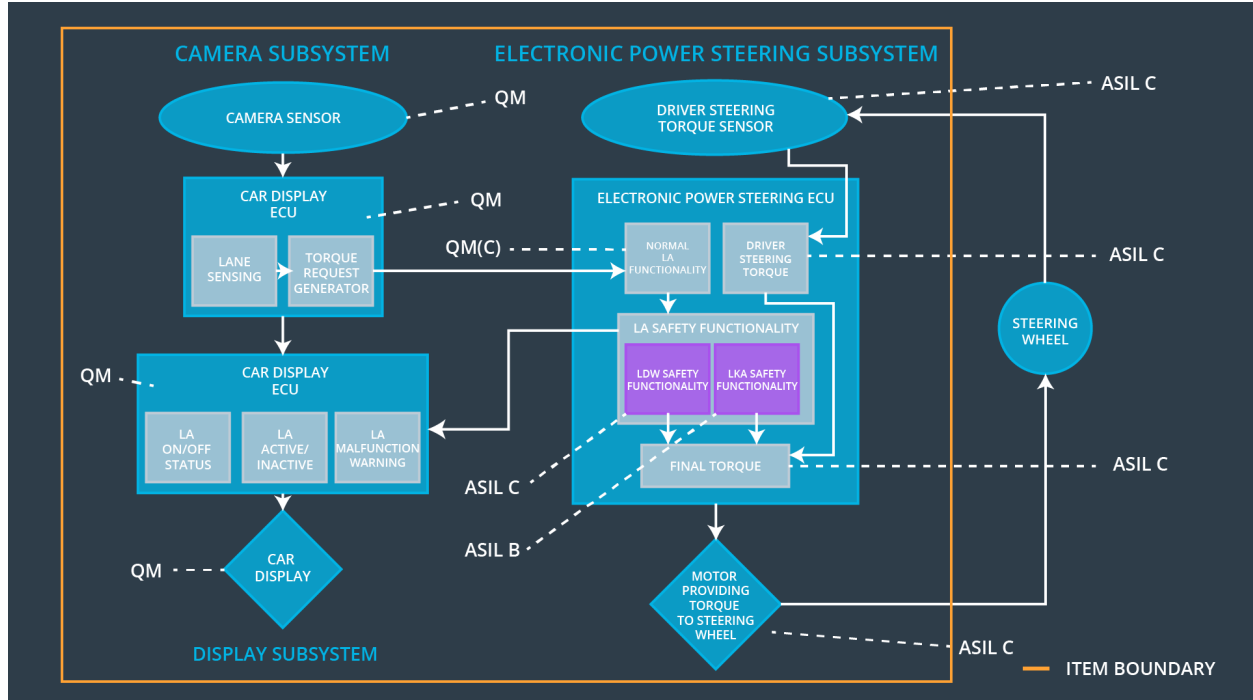 CAMERA SUBSYSTEM
ELECTRONIC POWER STEERING SUBSYSTEM
CAMERA SENSOR
QM
DRIVER STEERING
TORQUE SENSOR
ASIL C
CAR DISPLAY
ECU
QM
LANE
SENSING
TORQUE
REQUEST
GENERATOR
ELECTRONIC POWER STEERING ECU
QM(C)
NORMAL
LA
FUNCTIONALITY
DRIVER
STEERING
TORQUE
ASIL C
LA SAFETY FUNCTIONALITY
LDW SAFETY
FUNCTIONALITY
LKA SAFETY
FUNCTIONALITY
STEERING
WHEEL
QM
CAR DISPLAY
ECU
LA
ON/OFF
STATUS
LA
ACTIVE/
INACTIVE
LA
MALFUNCTION
WARNING
FINAL TORQUE
ASIL C
ASIL C
ASIL B
QM
CAR
DISPLAY
MOTOR
PROVIDING
TORQUE
TO STEERING
WHEEL
ASIL C
DISPLAY SUBSYSTEM
ITEM BOUNDARY